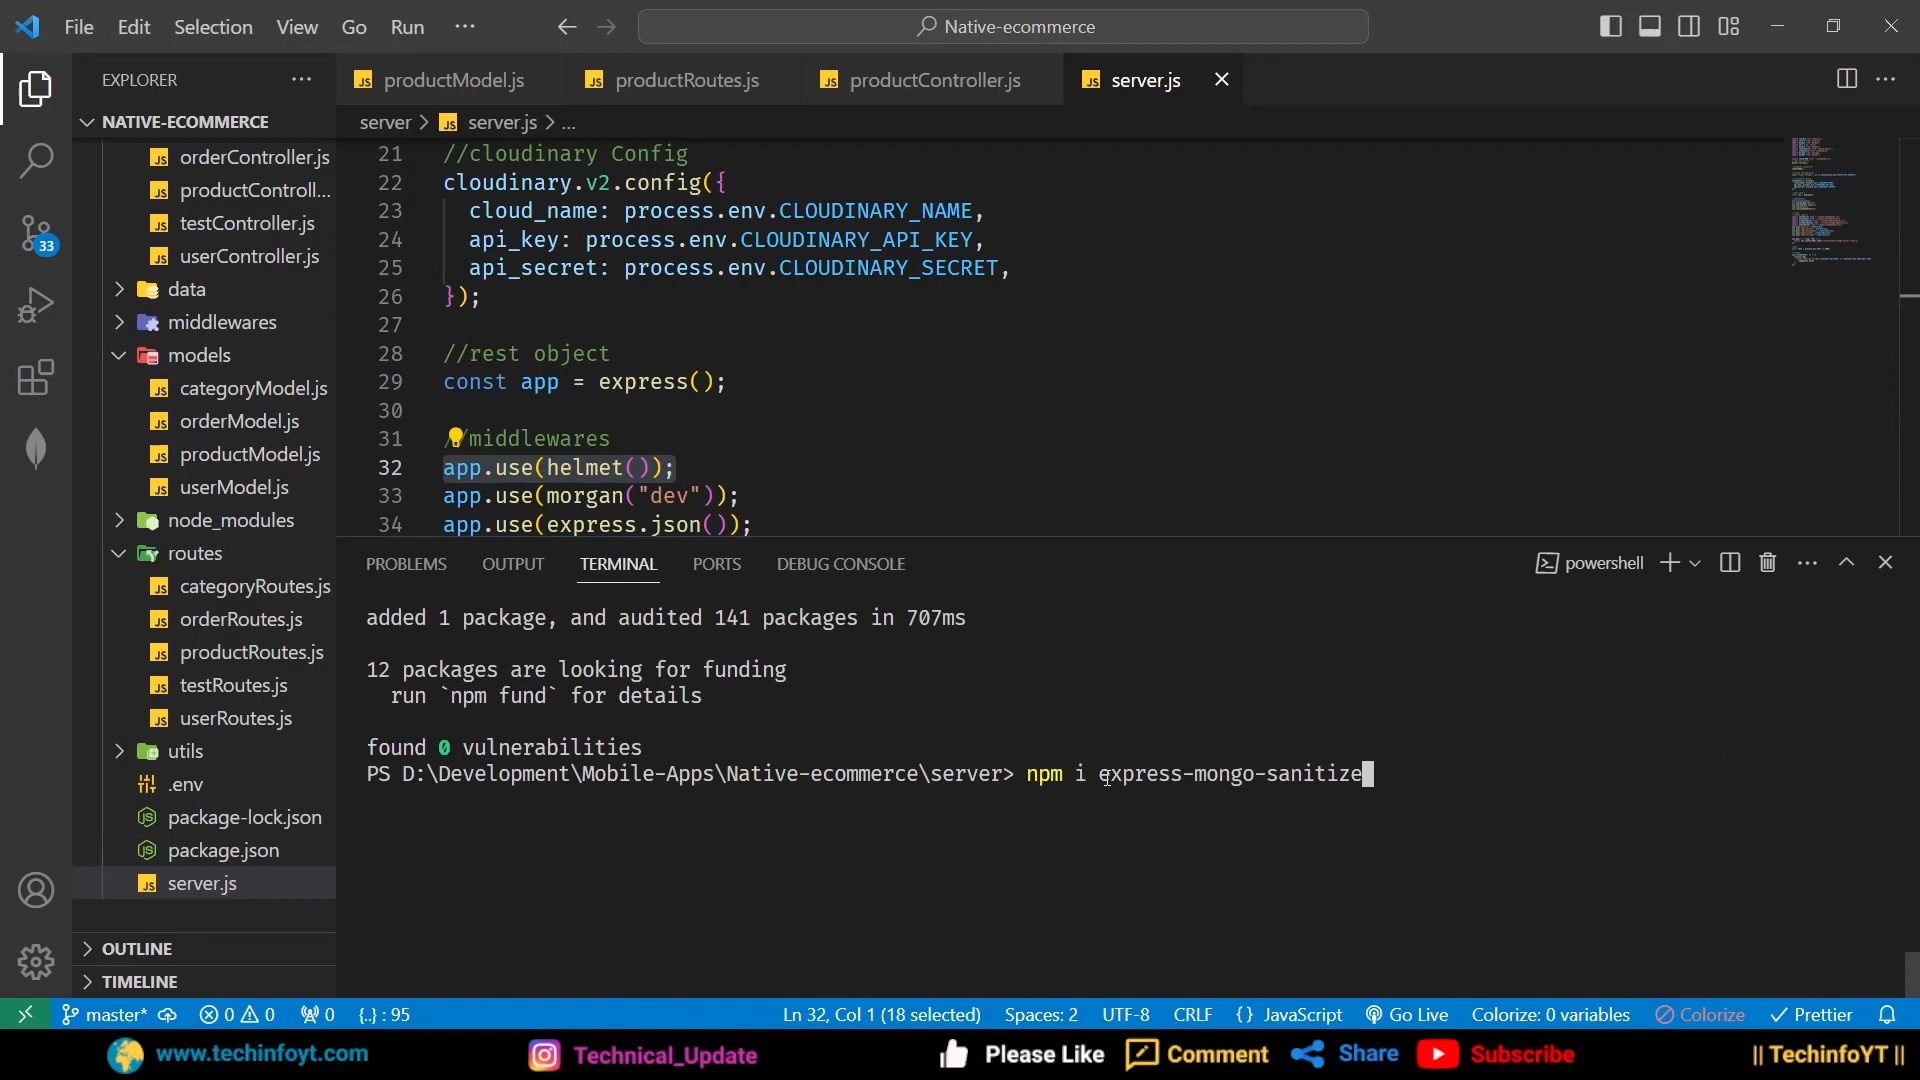 File Edit Selection View Go Run ··· Native-ecommerce
EXPLORER ···
productModel.js productRoutes.js productController.js server.js
NATIVE-ECOMMERCE
server > server.js > ...
orderController.js
productControll...
testController.js
userController.js
data
middlewares
models
categoryModel.js
orderModel.js
productModel.js
userModel.js
node_modules
routes
categoryRoutes.js
orderRoutes.js
productRoutes.js
testRoutes.js
userRoutes.js
utils
.env
package-lock.json
package.json
server.js
OUTLINE
TIMELINE
33
21 //cloudinary Config
22 cloudinary.v2.config({
23 cloud_name: process.env.CLOUDINARY_NAME,
24 api_key: process.env.CLOUDINARY_API_KEY,
25 api_secret: process.env.CLOUDINARY_SECRET,
26 });
27
28 //rest object
29 const app = express();
30
31 //middlewares
32 app.use(helmet());
33 app.use(morgan("dev"));
34 app.use(express.json());
PROBLEMS OUTPUT TERMINAL PORTS DEBUG CONSOLE powershell
added 1 package, and audited 141 packages in 707ms
12 packages are looking for funding
run `npm fund` for details
found 0 vulnerabilities
PS D:\Development\Mobile-Apps\Native-ecommerce\server> npm i express-mongo-sanitize
master* 0 0 0 {..} : 95 Ln 32, Col 1 (18 selected) Spaces: 2 UTF-8 CRLF {} JavaScript Go Live Colorize: 0 variables Colorize Prettier
www.techinfoyt.com Technical_Update Please Like Comment Share Subscribe || TechinfoYT ||